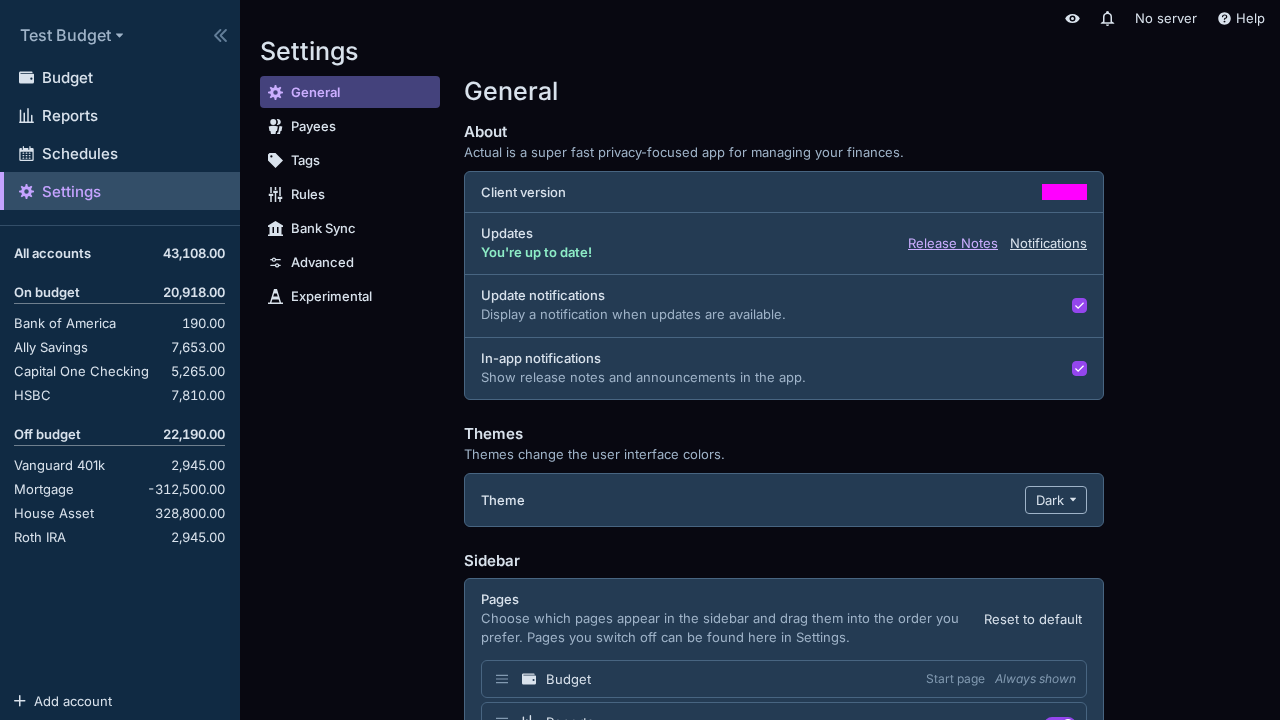 Test Budget
Budget
Reports
Schedules
Settings
All accounts 43,108.00
On budget 20,918.00
Bank of America 190.00
Ally Savings 7,653.00
Capital One Checking 5,265.00
HSBC 7,810.00
Off budget 22,190.00
Vanguard 401k 2,945.00
Mortgage -312,500.00
House Asset 328,800.00
Roth IRA 2,945.00
Add account
No server Help
Settings
General
Payees
Tags
Rules
Bank Sync
Advanced
Experimental
General
About
Actual is a super fast privacy-focused app for managing your finances.
Client version
Updates
You're up to date!
Release Notes Notifications
Update notifications
Display a notification when updates are available.
In-app notifications
Show release notes and announcements in the app.
Themes
Themes change the user interface colors.
Theme Dark
Sidebar
Pages
Choose which pages appear in the sidebar and drag them into the order you
prefer. Pages you switch off can be found here in Settings.
Reset to default
Budget Start page Always shown